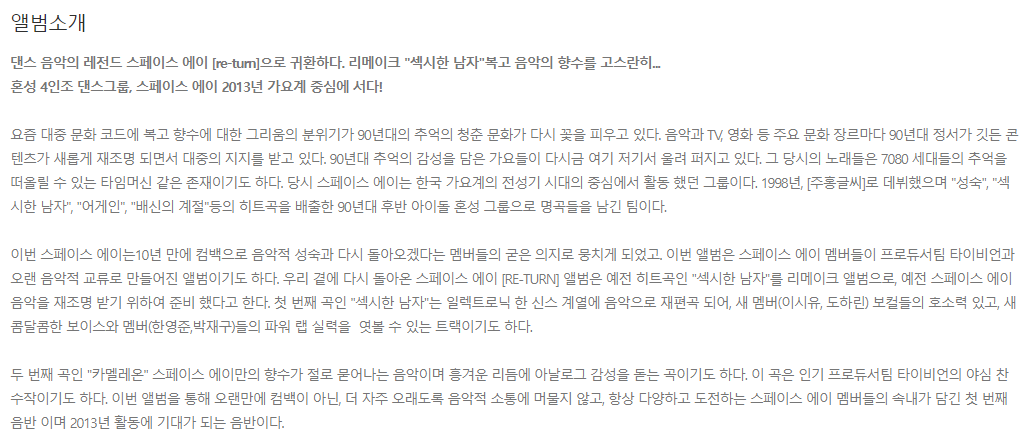 앨범소개
댄스 음악의 레전드 스페이스 에이 [re-turn]으로 귀환하다. 리메이크 "섹시한 남자"복고 음악의 향수를 고스란히...
혼성 4인조 댄스그룹, 스페이스 에이 2013년 가요계 중심에 서다!
요즘 대중 문화 코드에 복고 향수에 대한 그리움의 분위기가 90년대의 추억의 청춘 문화가 다시 꽃을 피우고 있다. 음악과 TV, 영화 등 주요 문화 장르마다 90년대 정서가 깃든 콘
텐츠가 새롭게 재조명 되면서 대중의 지지를 받고 있다. 90년대 추억의 감성을 담은 가요들이 다시금 여기 저기서 울려 퍼지고 있다. 그 당시의 노래들은 7080 세대들의 추억을
떠올릴 수 있는 타임머신 같은 존재이기도 하다. 당시 스페이스 에이는 한국 가요계의 전성기 시대의 중심에서 활동 했던 그룹이다. 1998년, [주홍글씨]로 데뷔했으며 "성숙", "섹
시한 남자", "어게인", "배신의 계절"등의 히트곡을 배출한 90년대 후반 아이돌 혼성 그룹으로 명곡들을 남긴 팀이다.
이번 스페이스 에이는10년 만에 컴백으로 음악적 성숙과 다시 돌아오겠다는 멤버들의 굳은 의지로 뭉치게 되었고, 이번 앨범은 스페이스 에이 멤버들이 프로듀서팀 타이비언과
오랜 음악적 교류로 만들어진 앨범이기도 하다. 우리 곁에 다시 돌아온 스페이스 에이 [RE-TURN] 앨범은 예전 히트곡인 "섹시한 남자"를 리메이크 앨범으로, 예전 스페이스 에이
음악을 재조명 받기 위하여 준비 했다고 한다. 첫 번째 곡인 "섹시한 남자"는 일렉트로닉 한 신스 계열에 음악으로 재편곡 되어, 새 멤버(이시유, 도하린) 보컬들의 호소력 있고, 새
콤달콤한 보이스와 멤버(한영준,박재구)들의 파워 랩 실력을 엿볼 수 있는 트랙이기도 하다.
두 번째 곡인 "카멜레온" 스페이스 에이만의 향수가 절로 묻어나는 음악이며 흥겨운 리듬에 아날로그 감성을 돋는 곡이기도 하다. 이 곡은 인기 프로듀서팀 타이비언의 야심 찬
수작이기도 하다. 이번 앨범을 통해 오랜만에 컴백이 아닌, 더 자주 오래도록 음악적 소통에 머물지 않고, 항상 다양하고 도전하는 스페이스 에이 멤버들의 속내가 담긴 첫 번째
음반 이며 2013년 활동에 기대가 되는 음반이다.